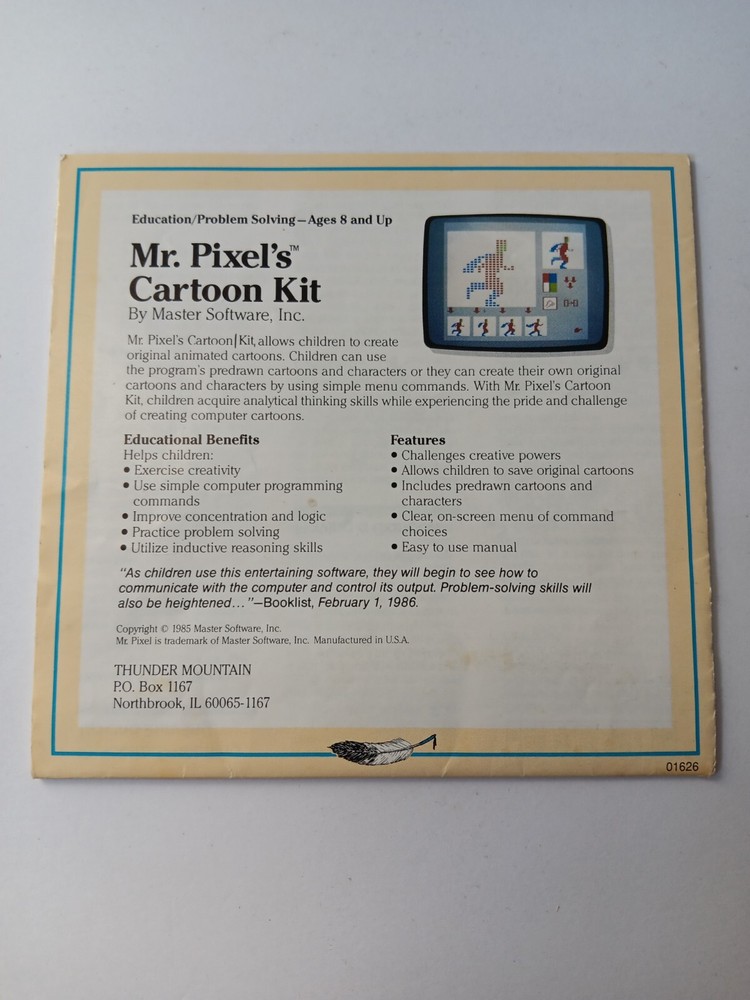 Education/Problem Solving—Ages 8 and Up
Mr. Pixel's™
Cartoon Kit
By Master Software, Inc.
Mr. Pixel's Cartoon Kit, allows children to create
original animated cartoons. Children can use
the program's predrawn cartoons and characters or they can create their own original
cartoons and characters by using simple menu commands. With Mr. Pixel's Cartoon
Kit, children acquire analytical thinking skills while experiencing the pride and challenge
of creating computer cartoons.
Educational Benefits
Helps children:
• Exercise creativity
• Use simple computer programming
commands
• Improve concentration and logic
• Practice problem solving
• Utilize inductive reasoning skills
Features
• Challenges creative powers
• Allows children to save original cartoons
• Includes predrawn cartoons and
characters
• Clear, on-screen menu of command
choices
• Easy to use manual
"As children use this entertaining software, they will begin to see how to
communicate with the computer and control its output. Problem-solving skills will
also be heightened... "—Booklist, February 1, 1986.
Copyright © 1985 Master Software, Inc.
Mr. Pixel is trademark of Master Software, Inc. Manufactured in U.S.A.
THUNDER MOUNTAIN
P.O. Box 1167
Northbrook, IL 60065-1167
01626